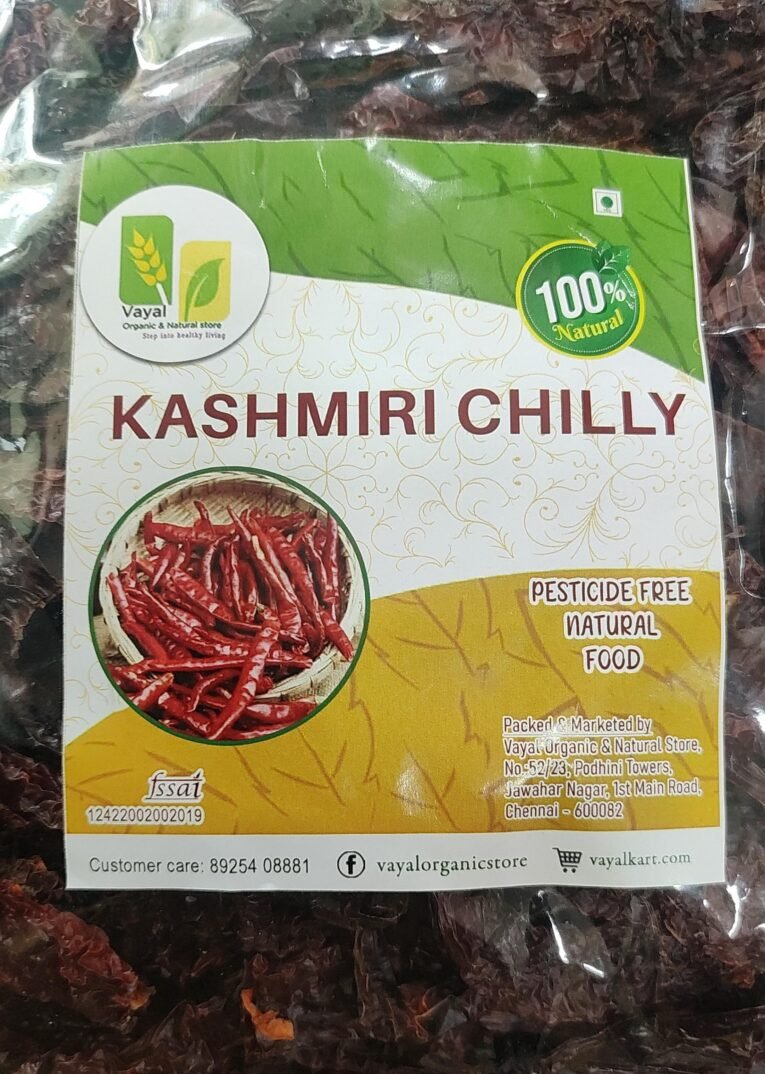 Vayal
Organic & Natural store
Step into healthy living
100%
Natural
KASHMIRI CHILLY
PESTICIDE FREE
NATURAL
FOOD
Packed & Marketed by
Vayal Organic & Natural Store,
No:-52/23, Podhini Towers,
Jawahar Nagar, 1st Main Road,
Chennai - 600082
fssai
12422002002019
Customer care: 89254 08881
vayalorganicstore
vayalkart.com